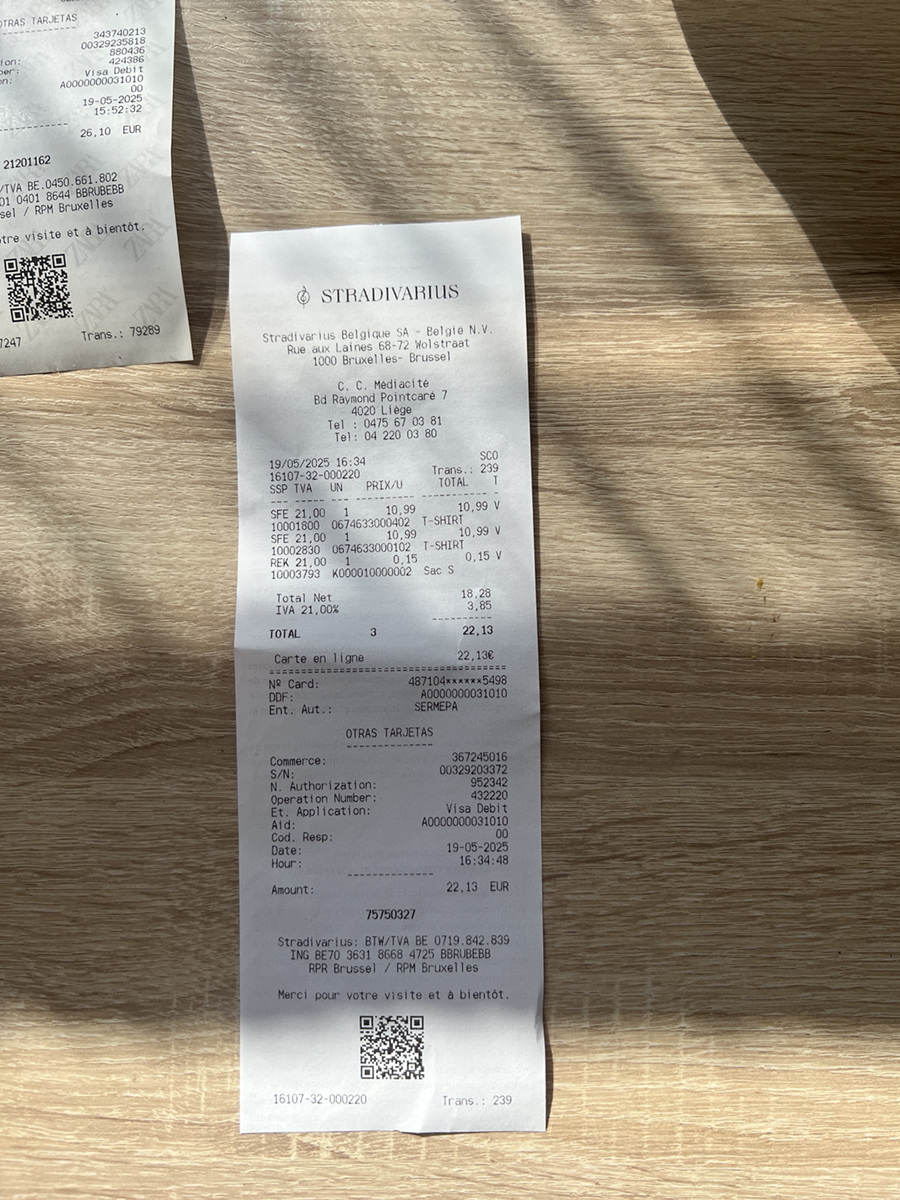 OTRAS TARJETAS
343740213
00329235818
880436
424386
Visa Debit
A0000000031010
00
19-05-2025
15:52:32
26,10 EUR
21201162
/TVA BE.0450.661.802
01 0401 8644 BBRUBEBB
sel / RPM Bruxelles
otre visite et à bientôt.
7247 Trans.: 79289
STRADIVARIUS
Stradivarius Belgique SA - Belgie N.V.
Rue aux Laines 68-72 Wolstraat
1000 Bruxelles- Brussel
C. C. Médiacité
Bd Raymond Pointcaré 7
4020 Liège
Tel : 0475 67 03 81
Tel: 04 220 03 80
19/05/2025 16:34 SCO
16107-32-000220 Trans.: 239
SSP TVA UN PRIX/U TOTAL T
SFE 21,00 1 10,99 10,99 V
10001800 0674633000402 T-SHIRT
SFE 21,00 1 10,99 10,99 V
10002830 0674633000102 T-SHIRT
REK 21,00 1 0,15 0,15 V
10003793 K000010000002 Sac S
Total Net 18,28
IVA 21,00% 3,85
TOTAL 3 22,13
Carte en ligne 22,13€
Nº Card: 487104******5498
DDF: A0000000031010
Ent. Aut.: SERMEPA
OTRAS TARJETAS
Commerce: 367245016
S/N: 00329203372
N. Authorization: 952342
Operation Number: 432220
Et. Application: Visa Debit
Aid: A0000000031010
Cod. Resp: 00
Date: 19-05-2025
Hour: 16:34:48
Amount: 22,13 EUR
75750327
Stradivarius: BTW/TVA BE 0719.842.839
ING BE70 3631 8668 4725 BBRUBEBB
RPR Brussel / RPM Bruxelles
Merci pour votre visite et à bientôt.
16107-32-000220 Trans.: 239